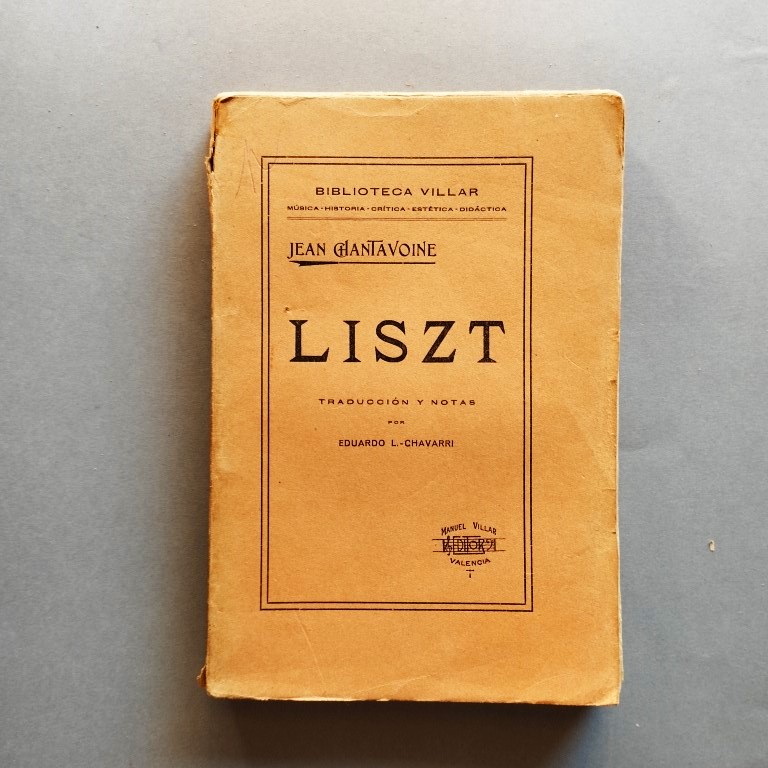 BIBLIOTECA VILLAR
MÚSICA - HISTORIA - CRÍTICA - ESTÉTICA - DIDÁCTICA
JEAN CHANTAVOINE
LISZT
TRADUCCIÓN Y NOTAS
POR
EDUARDO L.-CHAVARRI
MANUEL VILLAR
EDITOR
VALENCIA